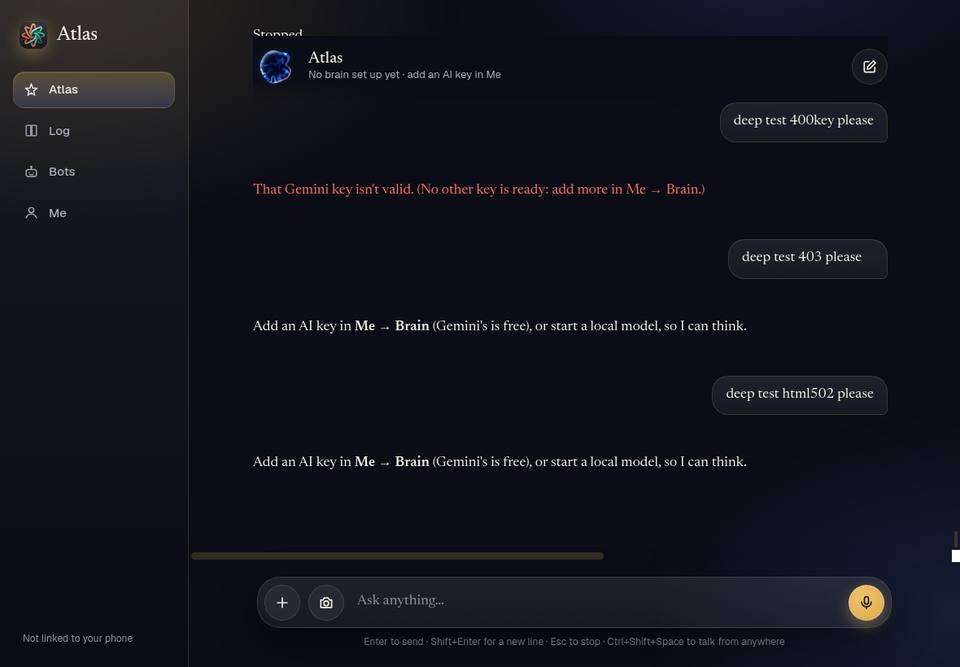 Atlas
Atlas
Log
Bots
Me
Not linked to your phone
Stopped
Atlas
No brain set up yet · add an AI key in Me
deep test 400key please
That Gemini key isn't valid. (No other key is ready: add more in Me → Brain.)
deep test 403 please
Add an AI key in Me → Brain (Gemini's is free), or start a local model, so I can think.
deep test html502 please
Add an AI key in Me → Brain (Gemini's is free), or start a local model, so I can think.
Ask anything...
Enter to send · Shift+Enter for a new line · Esc to stop · Ctrl+Shift+Space to talk from anywhere